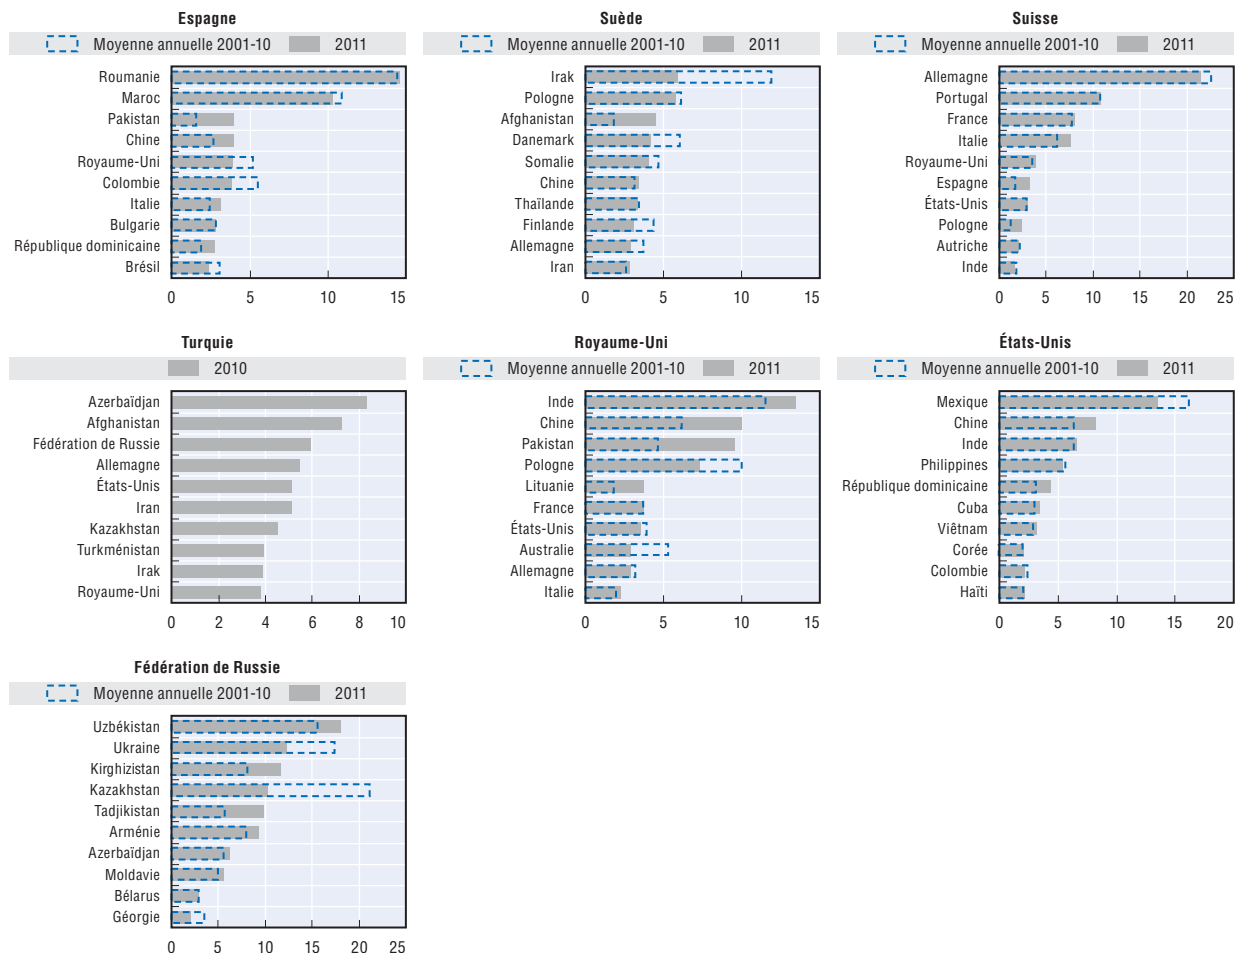 Espagne
Moyenne annuelle 2001-10 2011
Roumanie
Maroc
Pakistan
Chine
Royaume-Uni
Colombie
Italie
Bulgarie
République dominicaine
Brésil
0 5 10 15
Suède
Moyenne annuelle 2001-10 2011
Irak
Pologne
Afghanistan
Danemark
Somalie
Chine
Thaïlande
Finlande
Allemagne
Iran
0 5 10 15
Suisse
Moyenne annuelle 2001-10 2011
Allemagne
Portugal
France
Italie
Royaume-Uni
Espagne
États-Unis
Pologne
Autriche
Inde
0 5 10 15 20 25
Turquie
2010
Azerbaïdjan
Afghanistan
Fédération de Russie
Allemagne
États-Unis
Iran
Kazakhstan
Turkménistan
Irak
Royaume-Uni
0 2 4 6 8 10
Royaume-Uni
Moyenne annuelle 2001-10 2011
Inde
Chine
Pakistan
Pologne
Lituanie
France
États-Unis
Australie
Allemagne
Italie
0 5 10 15
États-Unis
Moyenne annuelle 2001-10 2011
Mexique
Chine
Inde
Philippines
République dominicaine
Cuba
Viêtnam
Corée
Colombie
Haïti
0 5 10 15 20
Fédération de Russie
Moyenne annuelle 2001-10 2011
Uzbékistan
Ukraine
Kirghizistan
Kazakhstan
Tadjikistan
Arménie
Azerbaïdjan
Moldavie
Bélarus
Géorgie
0 5 10 15 20 25